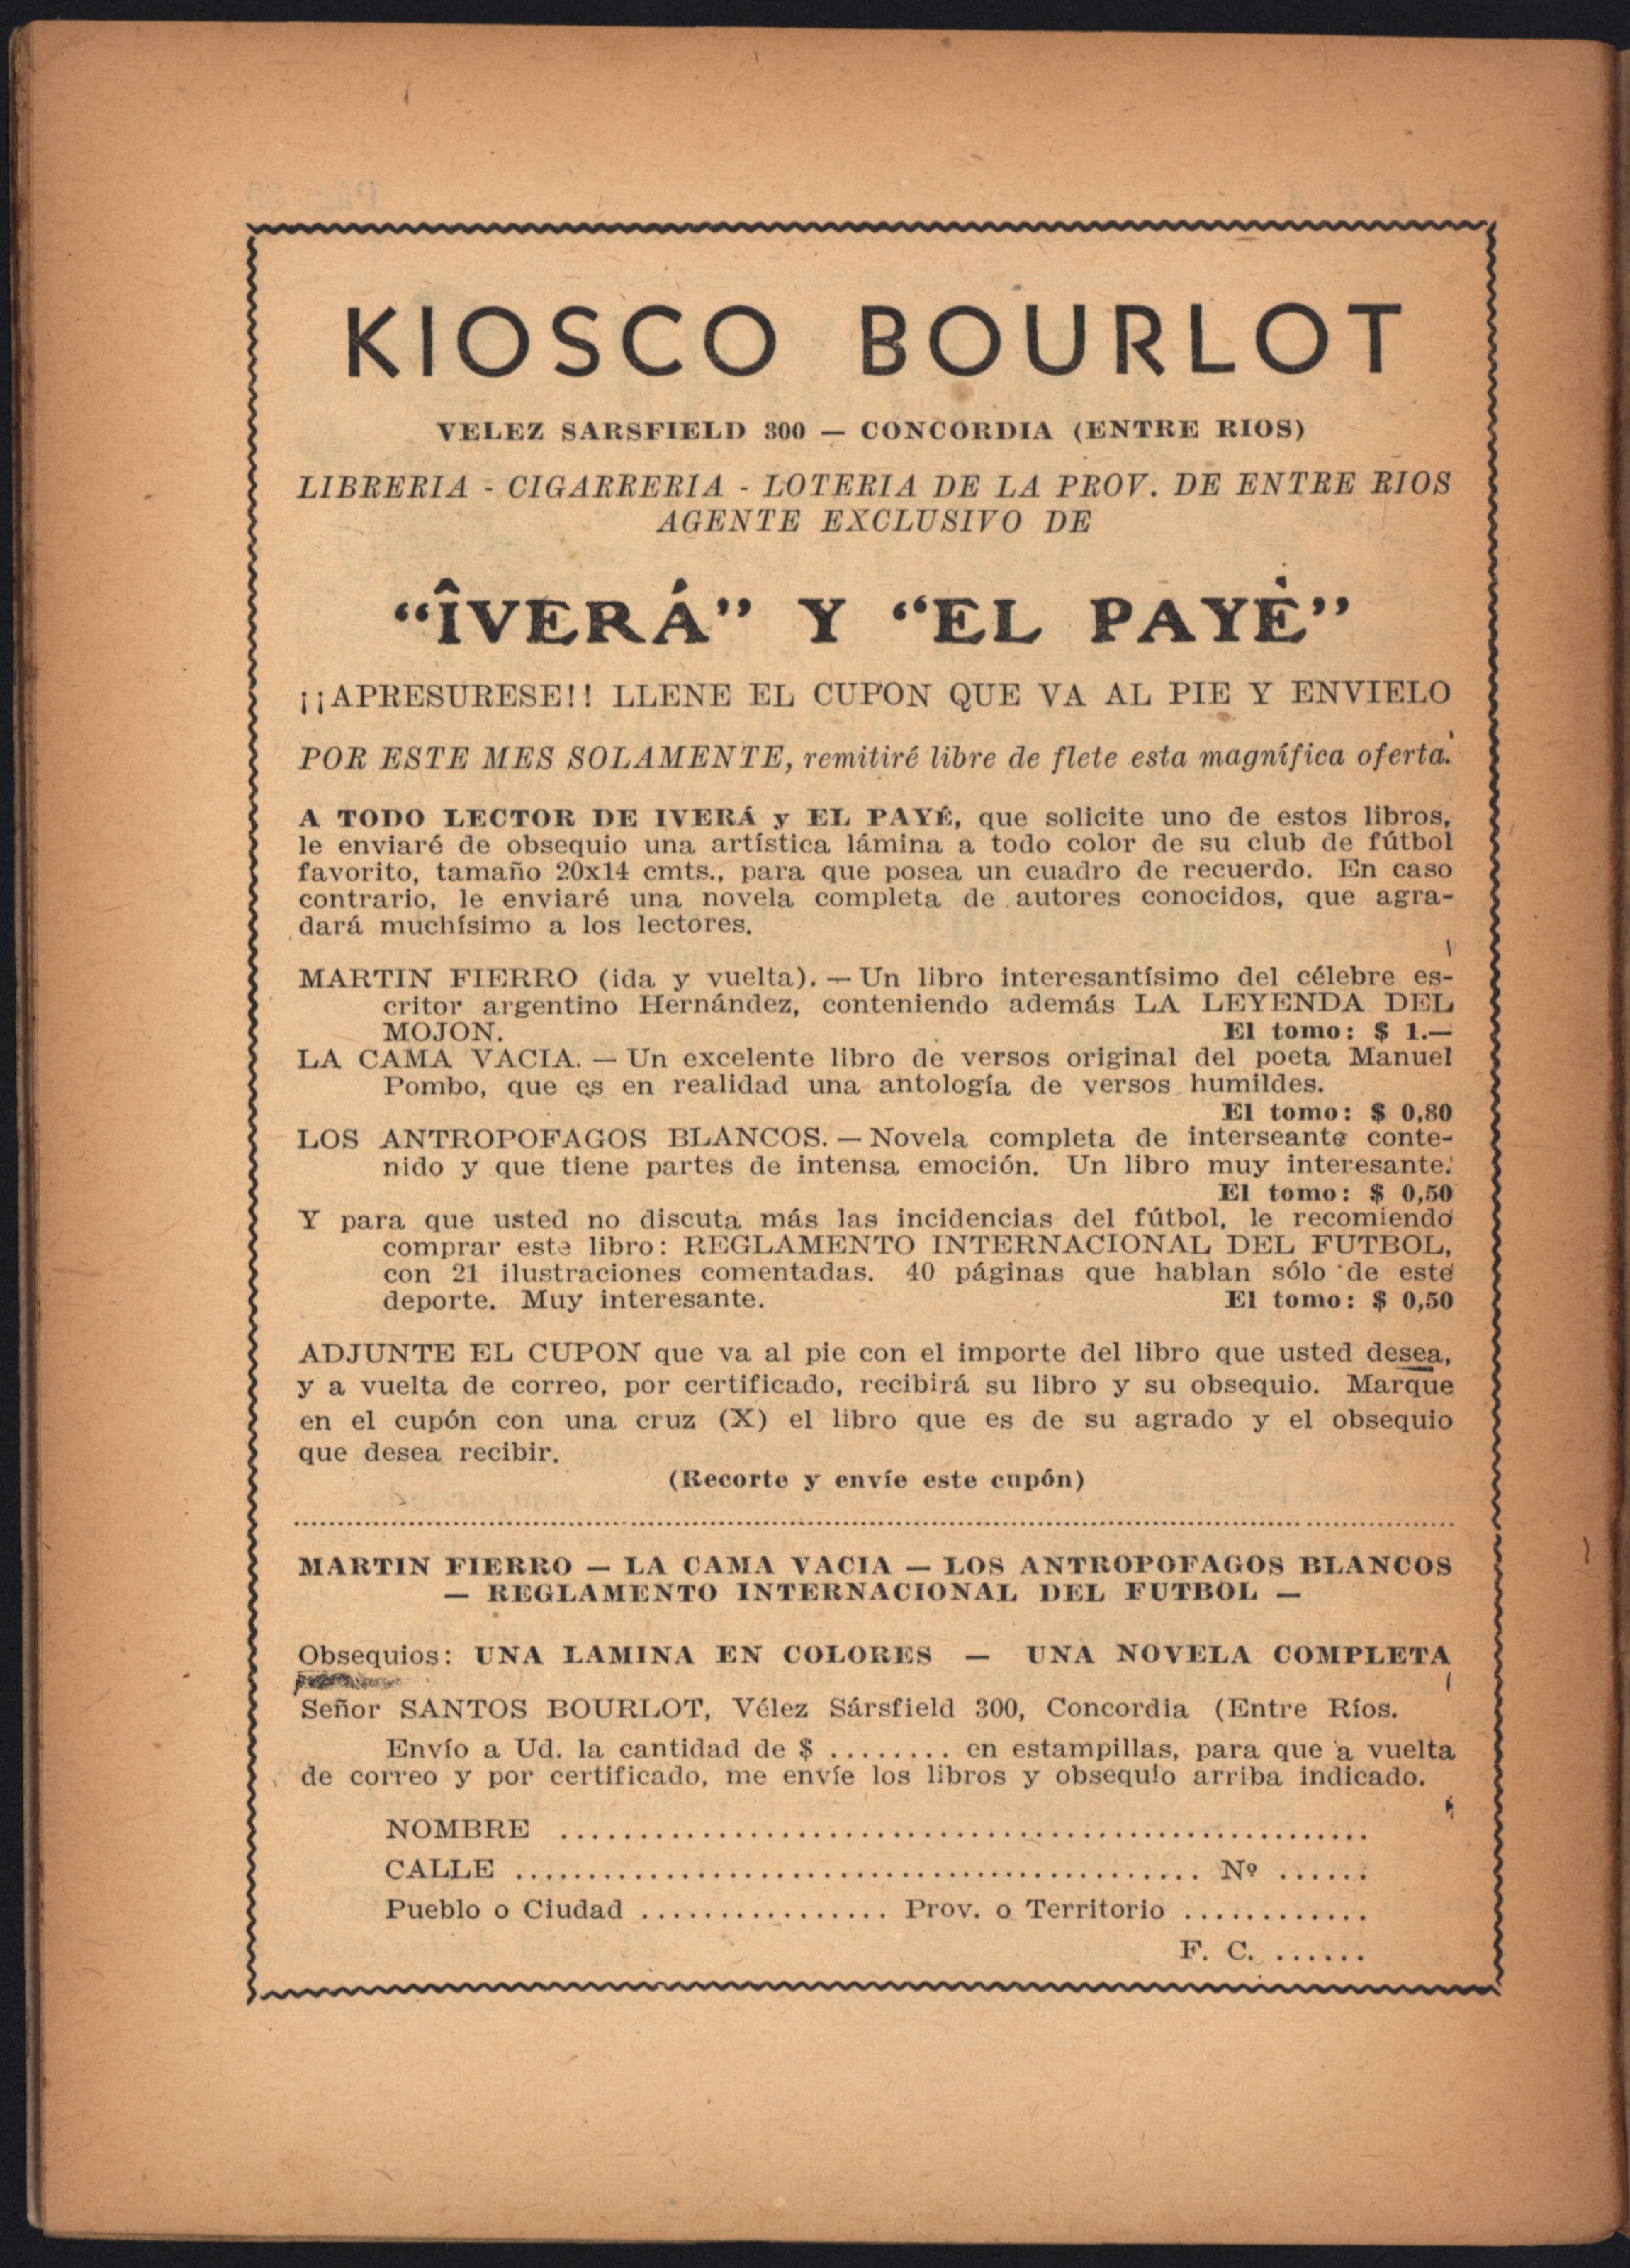 KIOSCO BOURLOT
VELEZ SARSFIELD 300 — CONCORDIA (ENTRE RIOS)
LIBRERIA - CIGARRERIA - LOTERIA DE LA PROV. DE ENTRE RIOS
AGENTE EXCLUSIVO DE
“ÎVERÁ” Y “EL PAYÉ”
¡¡APRESURESE!! LLENE EL CUPON QUE VA AL PIE Y ENVIELO
POR ESTE MES SOLAMENTE, remitiré libre de flete esta magnífica oferta.
A TODO LECTOR DE IVERÁ y EL PAYÉ, que solicite uno de estos libros,
le enviaré de obsequio una artística lámina a todo color de su club de fútbol
favorito, tamaño 20x14 cmts., para que posea un cuadro de recuerdo. En caso
contrario, le enviaré una novela completa de autores conocidos, que agra-
dará muchísimo a los lectores.
MARTIN FIERRO (ida y vuelta). — Un libro interesantísimo del célebre es-
critor argentino Hernández, conteniendo además LA LEYENDA DEL
MOJON. El tomo: $ 1.—
LA CAMA VACIA. — Un excelente libro de versos original del poeta Manuel
Pombo, que es en realidad una antología de versos humildes.
El tomo: $ 0,80
LOS ANTROPOFAGOS BLANCOS. — Novela completa de interseante conte-
nido y que tiene partes de intensa emoción. Un libro muy interesante.
El tomo: $ 0,50
Y para que usted no discuta más las incidencias del fútbol, le recomiendo
comprar este libro: REGLAMENTO INTERNACIONAL DEL FUTBOL,
con 21 ilustraciones comentadas. 40 páginas que hablan sólo de este
deporte. Muy interesante. El tomo: $ 0,50
ADJUNTE EL CUPON que va al pie con el importe del libro que usted desea,
y a vuelta de correo, por certificado, recibirá su libro y su obsequio. Marque
en el cupón con una cruz (X) el libro que es de su agrado y el obsequio
que desea recibir.
(Recorte y envíe este cupón)
MARTIN FIERRO — LA CAMA VACIA — LOS ANTROPOFAGOS BLANCOS
— REGLAMENTO INTERNACIONAL DEL FUTBOL —
Obsequios: UNA LAMINA EN COLORES — UNA NOVELA COMPLETA
Señor SANTOS BOURLOT, Vélez Sársfield 300, Concordia (Entre Ríos.
Envío a Ud. la cantidad de $ ........ en estampillas, para que a vuelta
de correo y por certificado, me envíe los libros y obsequio arriba indicado.
NOMBRE ....................................................
CALLE ............................................ Nº ......
Pueblo o Ciudad ................ Prov. o Territorio ............
F. C. ......